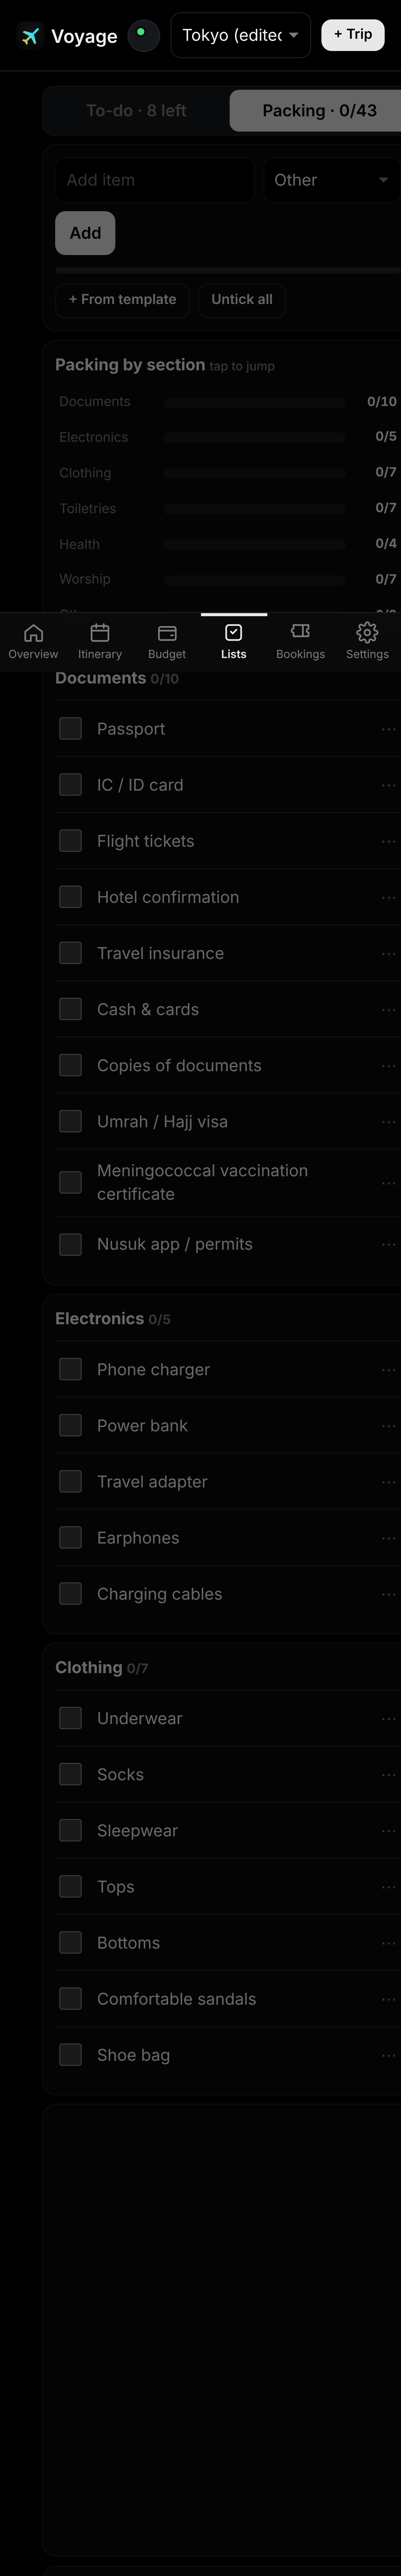 Voyage
Tokyo (edited
+ Trip
To-do · 8 left
Packing · 0/43
Add item
Other
Add
+ From template
Untick all
Packing by section tap to jump
Documents 0/10
Electronics 0/5
Clothing 0/7
Toiletries 0/7
Health 0/4
Worship 0/7
Overview
Itinerary
Budget
Lists
Bookings
Settings
Documents 0/10
Passport
IC / ID card
Flight tickets
Hotel confirmation
Travel insurance
Cash & cards
Copies of documents
Umrah / Hajj visa
Meningococcal vaccination
certificate
Nusuk app / permits
Electronics 0/5
Phone charger
Power bank
Travel adapter
Earphones
Charging cables
Clothing 0/7
Underwear
Socks
Sleepwear
Tops
Bottoms
Comfortable sandals
Shoe bag